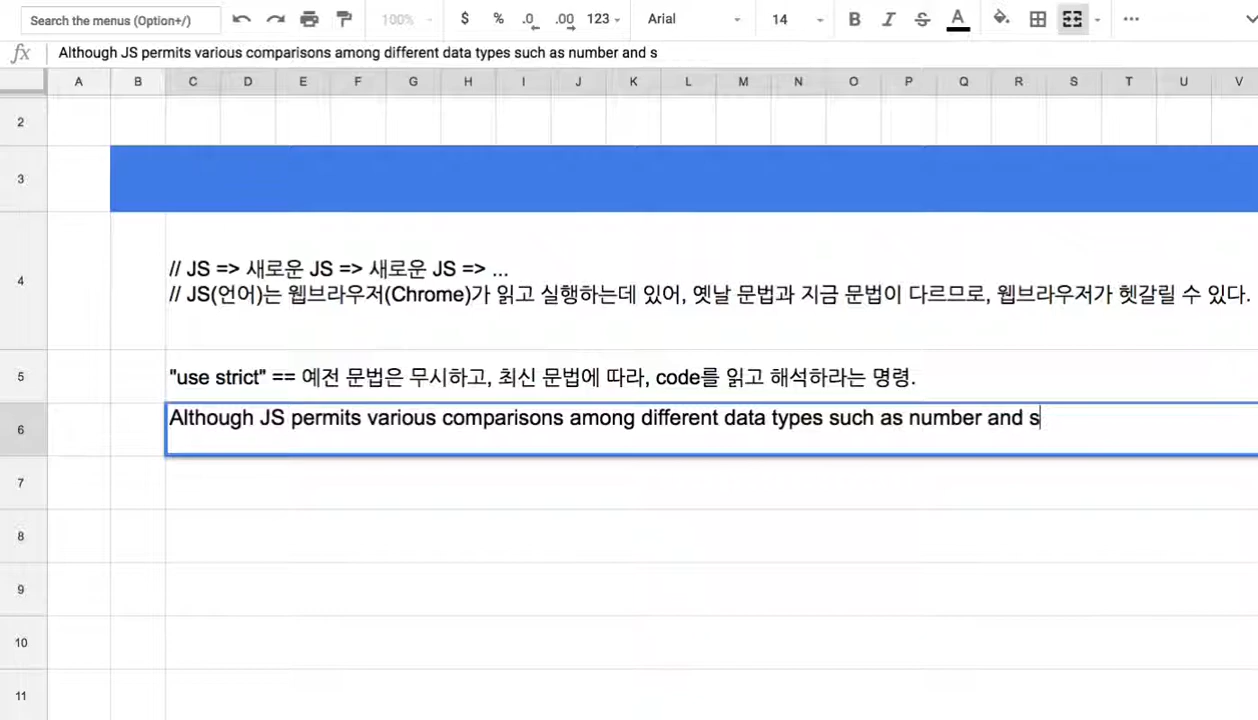 Search the menus (Option+/)
100%
$ % .0 .00 123
Arial
14
B I S A
fx Although JS permits various comparisons among different data types such as number and s
A B C D E F G H I J K L M N O P Q R S T U V
2
3
4
// JS => 새로운 JS => 새로운 JS => ...
// JS(언어)는 웹브라우저(Chrome)가 읽고 실행하는데 있어, 옛날 문법과 지금 문법이 다르므로, 웹브라우저가 헷갈릴 수 있다.
5 "use strict" == 예전 문법은 무시하고, 최신 문법에 따라, code를 읽고 해석하라는 명령.
6 Although JS permits various comparisons among different data types such as number and s
7
8
9
10
11